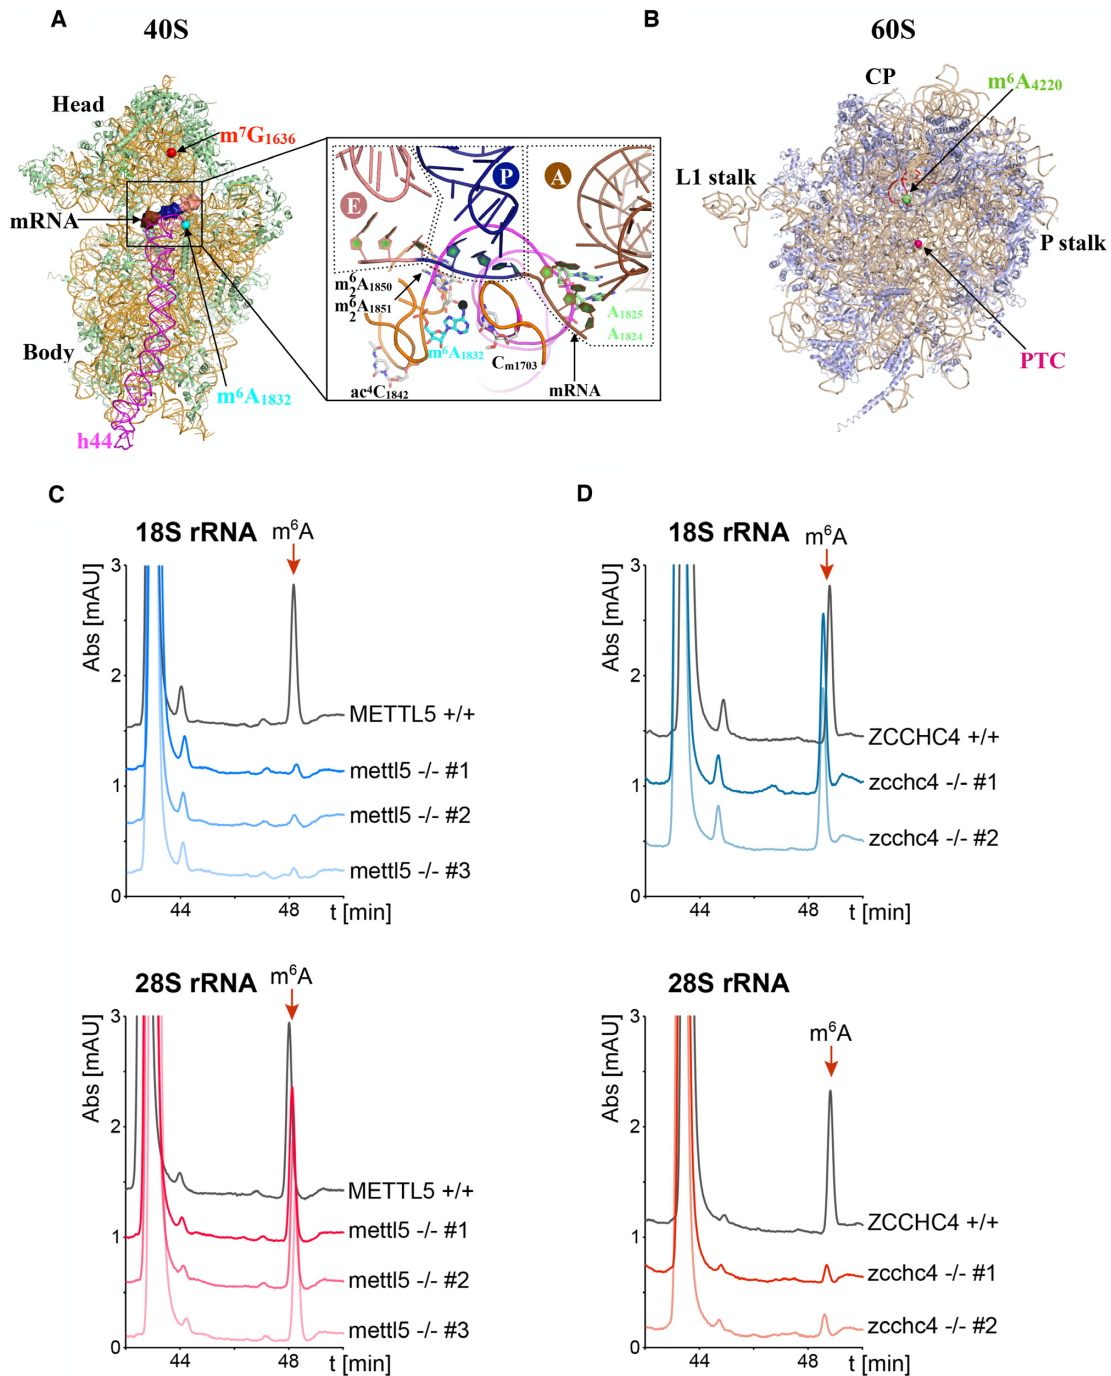 A
40S
Head
m⁷G₁₆₃₆
mRNA
Body
m⁶A₁₈₃₂
h44
E
P
A
m⁶₂A₁₈₅₀
m⁶₂A₁₈₅₁
m⁶A₁₈₃₂
ac⁴C₁₈₄₂
Cm1703
A₁₈₂₅
A₁₈₂₄
mRNA
B
60S
CP
m⁶A₄₂₂₀
L1 stalk
P stalk
PTC
C
18S rRNA
m⁶A
Abs [mAU]
3
2
1
0
METTL5 +/+
mettl5 -/- #1
mettl5 -/- #2
mettl5 -/- #3
44
48
t [min]
28S rRNA
m⁶A
Abs [mAU]
3
2
1
0
METTL5 +/+
mettl5 -/- #1
mettl5 -/- #2
mettl5 -/- #3
44
48
t [min]
D
18S rRNA
m⁶A
Abs [mAU]
3
2
1
0
ZCCHC4 +/+
zcchc4 -/- #1
zcchc4 -/- #2
44
48
t [min]
28S rRNA
m⁶A
Abs [mAU]
3
2
1
0
ZCCHC4 +/+
zcchc4 -/- #1
zcchc4 -/- #2
44
48
t [min]